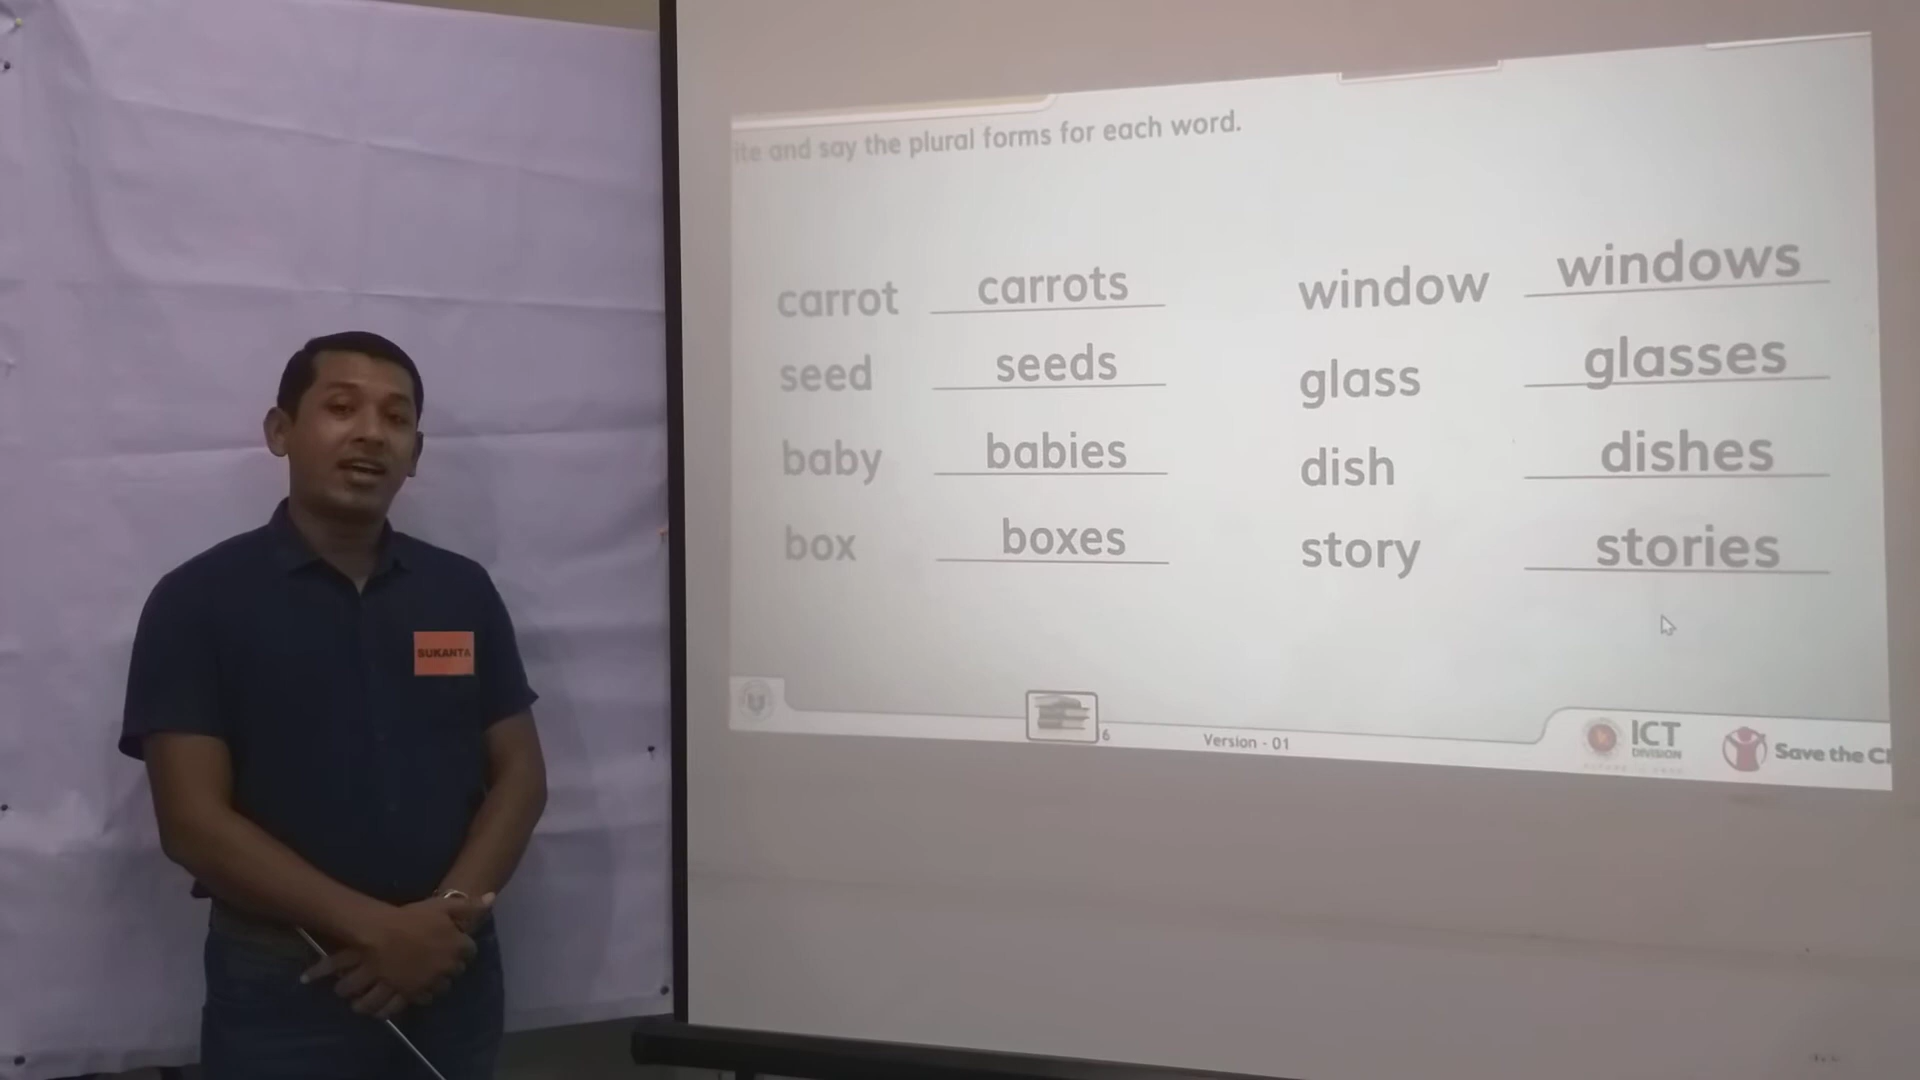 ite and say the plural forms for each word.
carrot carrots window windows
seed seeds glass glasses
baby babies dish dishes
box boxes story stories
SUKANTA
6
Version - 01
ICT
DIVISION
Save the C